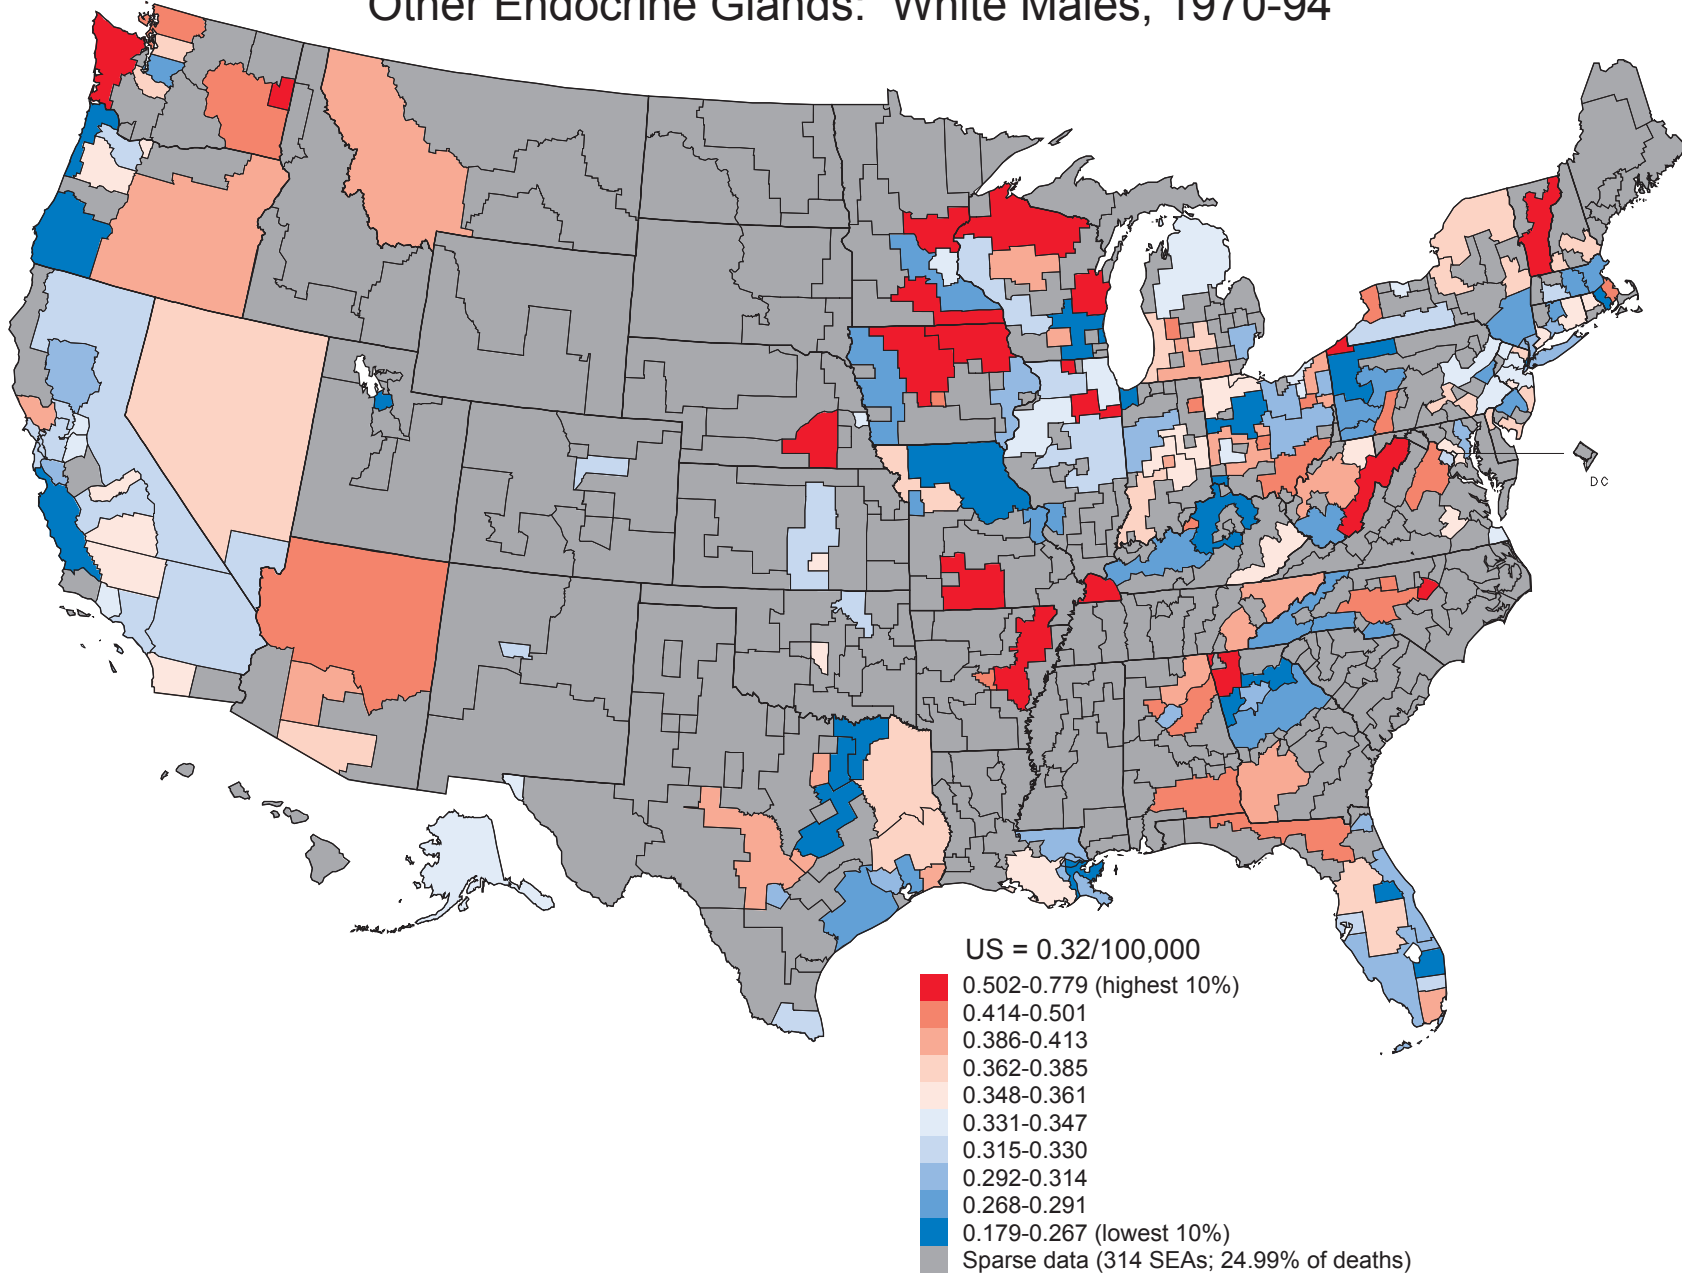 Other Endocrine Glands: White Males, 1970-94
DC
US = 0.32/100,000
0.502-0.779 (highest 10%)
0.414-0.501
0.386-0.413
0.362-0.385
0.348-0.361
0.331-0.347
0.315-0.330
0.292-0.314
0.268-0.291
0.179-0.267 (lowest 10%)
Sparse data (314 SEAs; 24.99% of deaths)